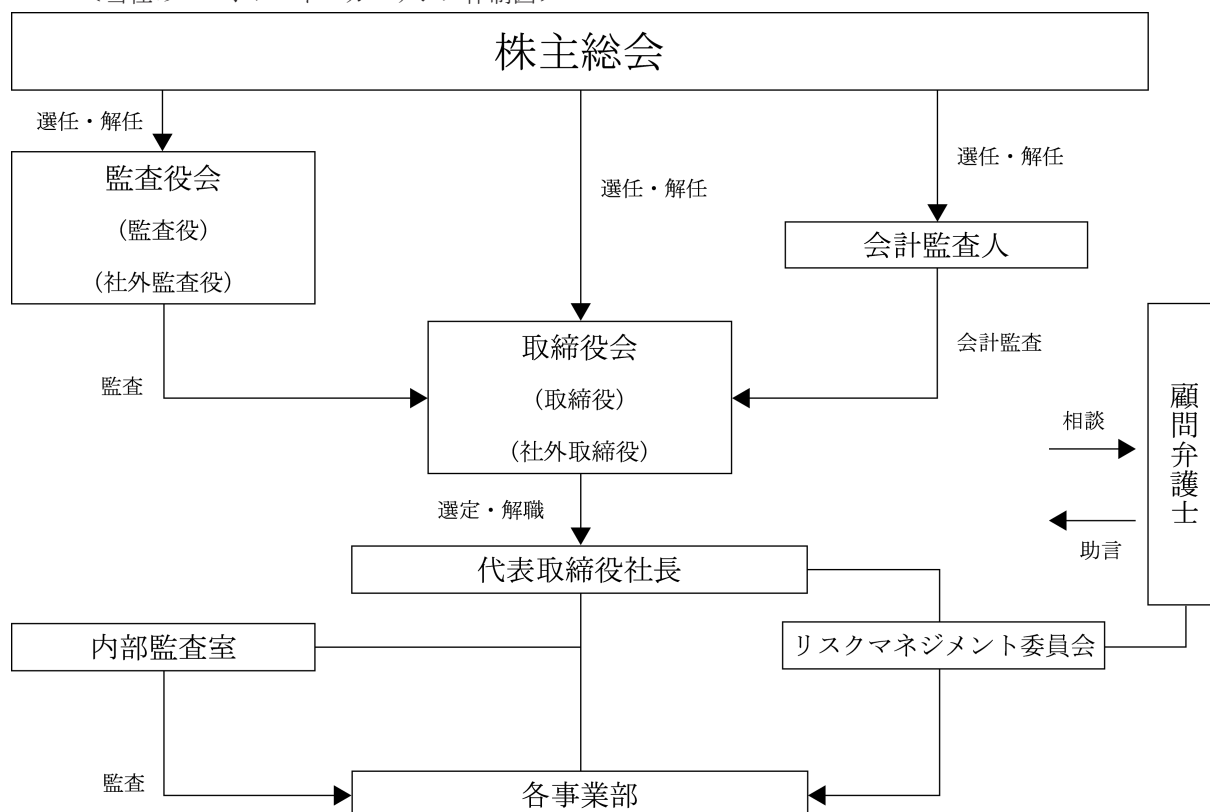 株主総会
選任・解任
監査役会
（監査役）
（社外監査役）
選任・解任
選任・解任
会計監査人
取締役会
（取締役）
（社外取締役）
監査
会計監査
顧問弁護士
相談
助言
選定・解職
代表取締役社長
内部監査室
リスクマネジメント委員会
監査
各事業部